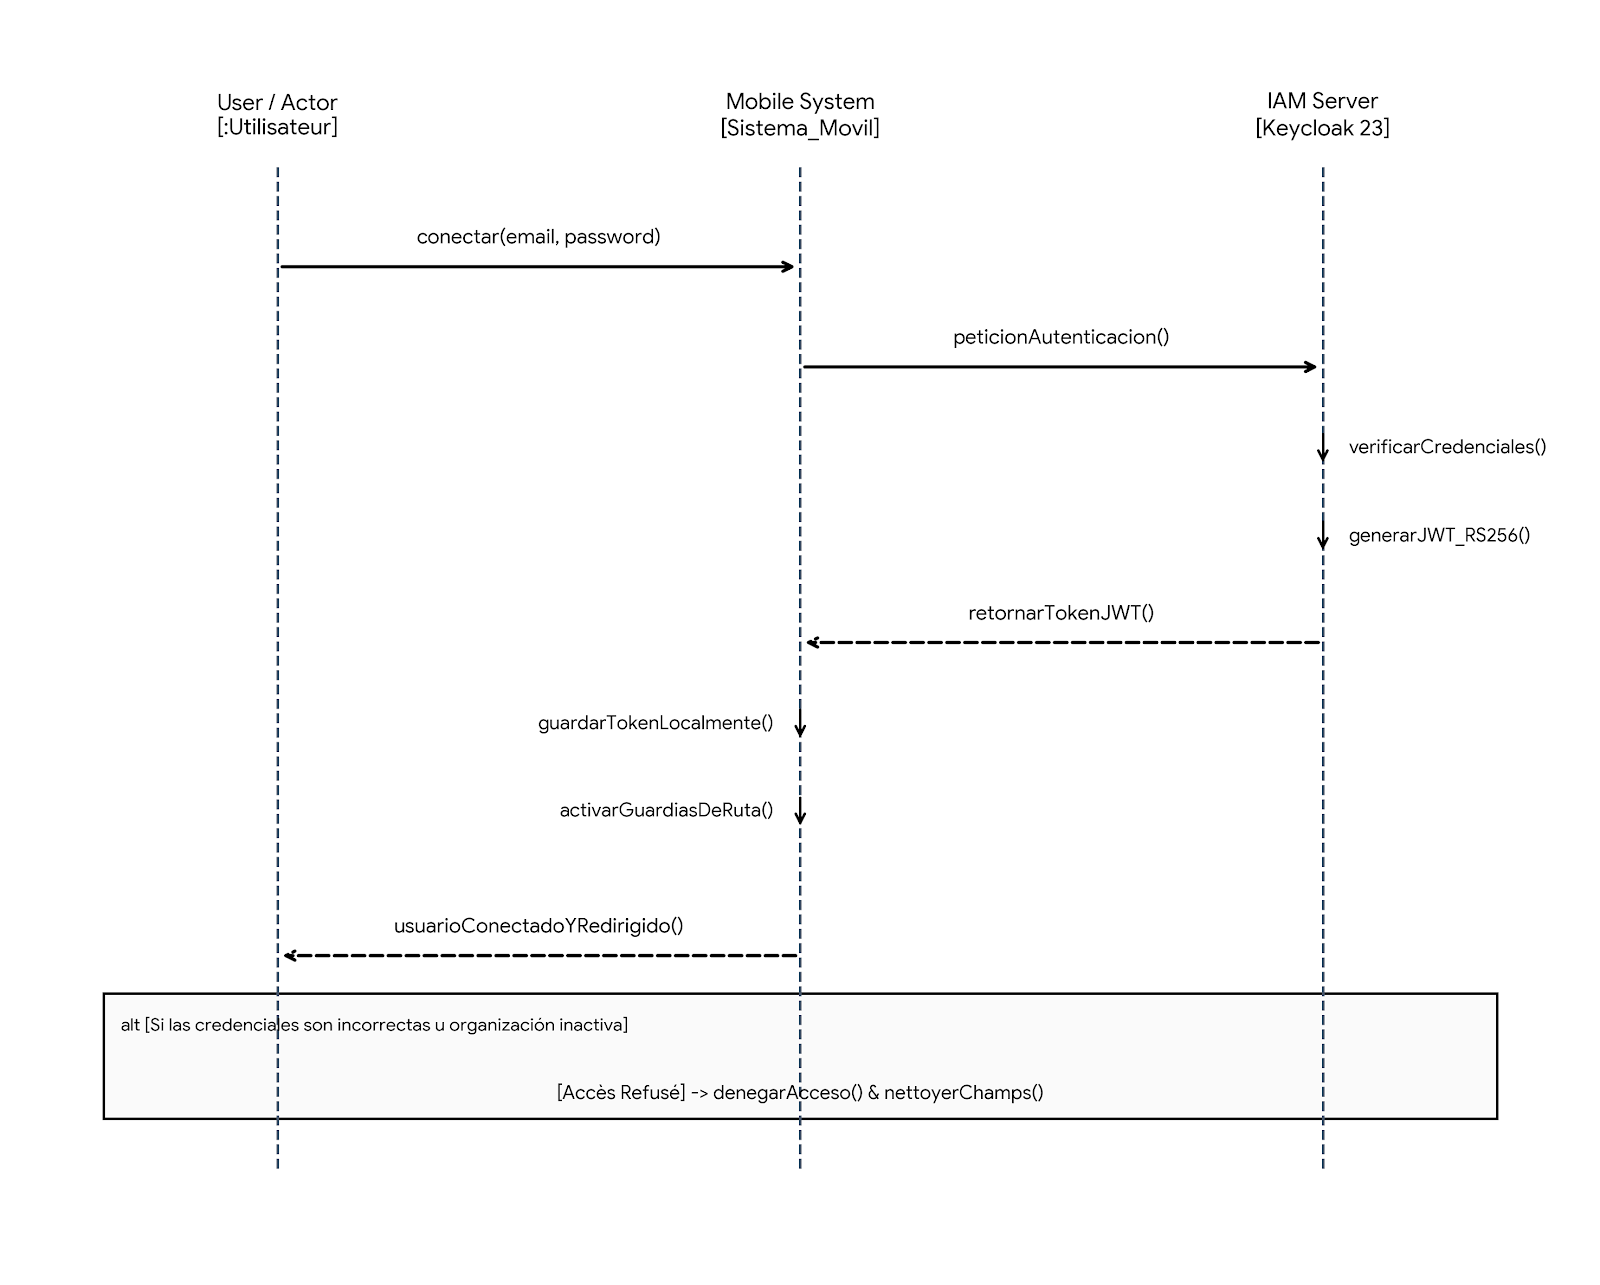 User / Actor
[:Utilisateur]
Mobile System
[Sistema_Movil]
IAM Server
[Keycloak 23]
conectar(email, password)
peticionAutenticacion()
verificarCredenciales()
generarJWT_RS256()
retornarTokenJWT()
guardarTokenLocalmente()
activarGuardiasDeRuta()
usuarioConectadoYRedirigido()
alt [Si las credenciales son incorrectas u organización inactiva]
[Accès Refusé] -> denegarAcceso() & nettoyerChamps()